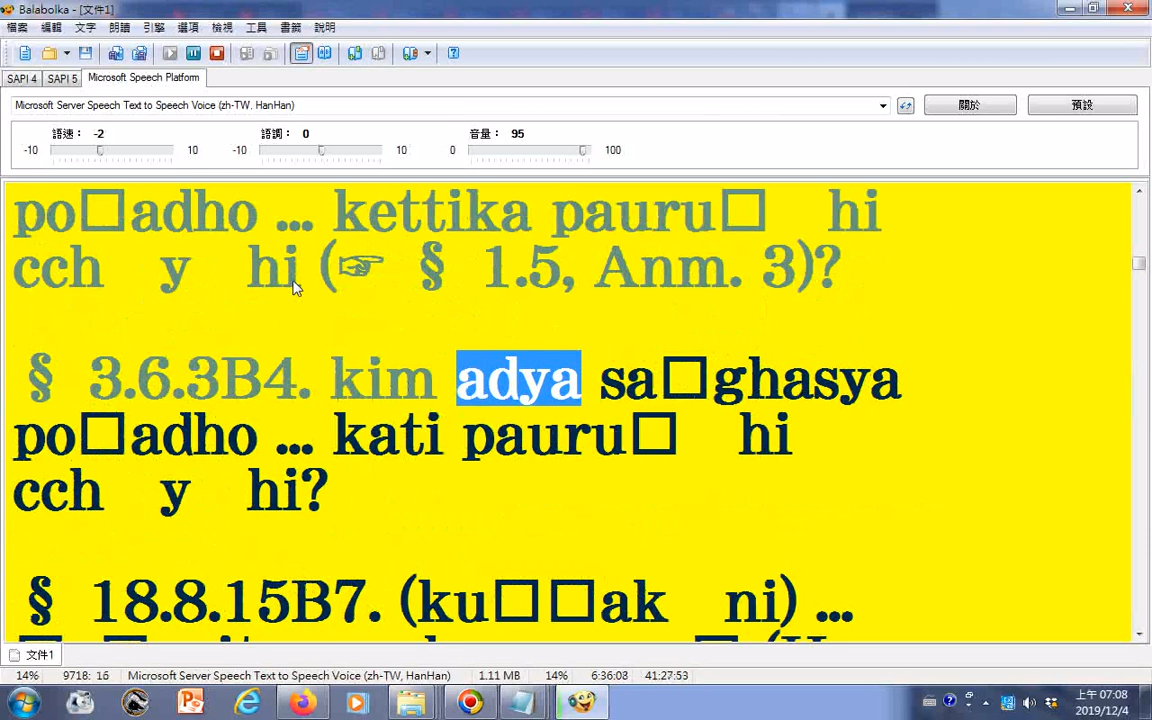 Balabolka - [文件1]
檔案 編輯 文字 朗讀 引擎 選項 檢視 工具 書籤 說明
SAPI 4 SAPI 5 Microsoft Speech Platform
Microsoft Server Speech Text to Speech Voice (zh-TW, HanHan) 關於 預設
語速： -2 語調： 0 音量： 95
-10 10 -10 10 0 100
po□adho ... kettika pauru□ hi
cch y hi (☞ § 1.5, Anm. 3)?
§ 3.6.3B4. kim adya sa□ghasya
po□adho ... kati pauru□ hi
cch y hi?
§ 18.8.15B7. (ku□□ak ni) ...
文件1
14% 9718: 16 Microsoft Server Speech Text to Speech Voice (zh-TW, HanHan) 1.11 MB 14% 6:36:08 41:27:53
上午 07:08
2019/12/4